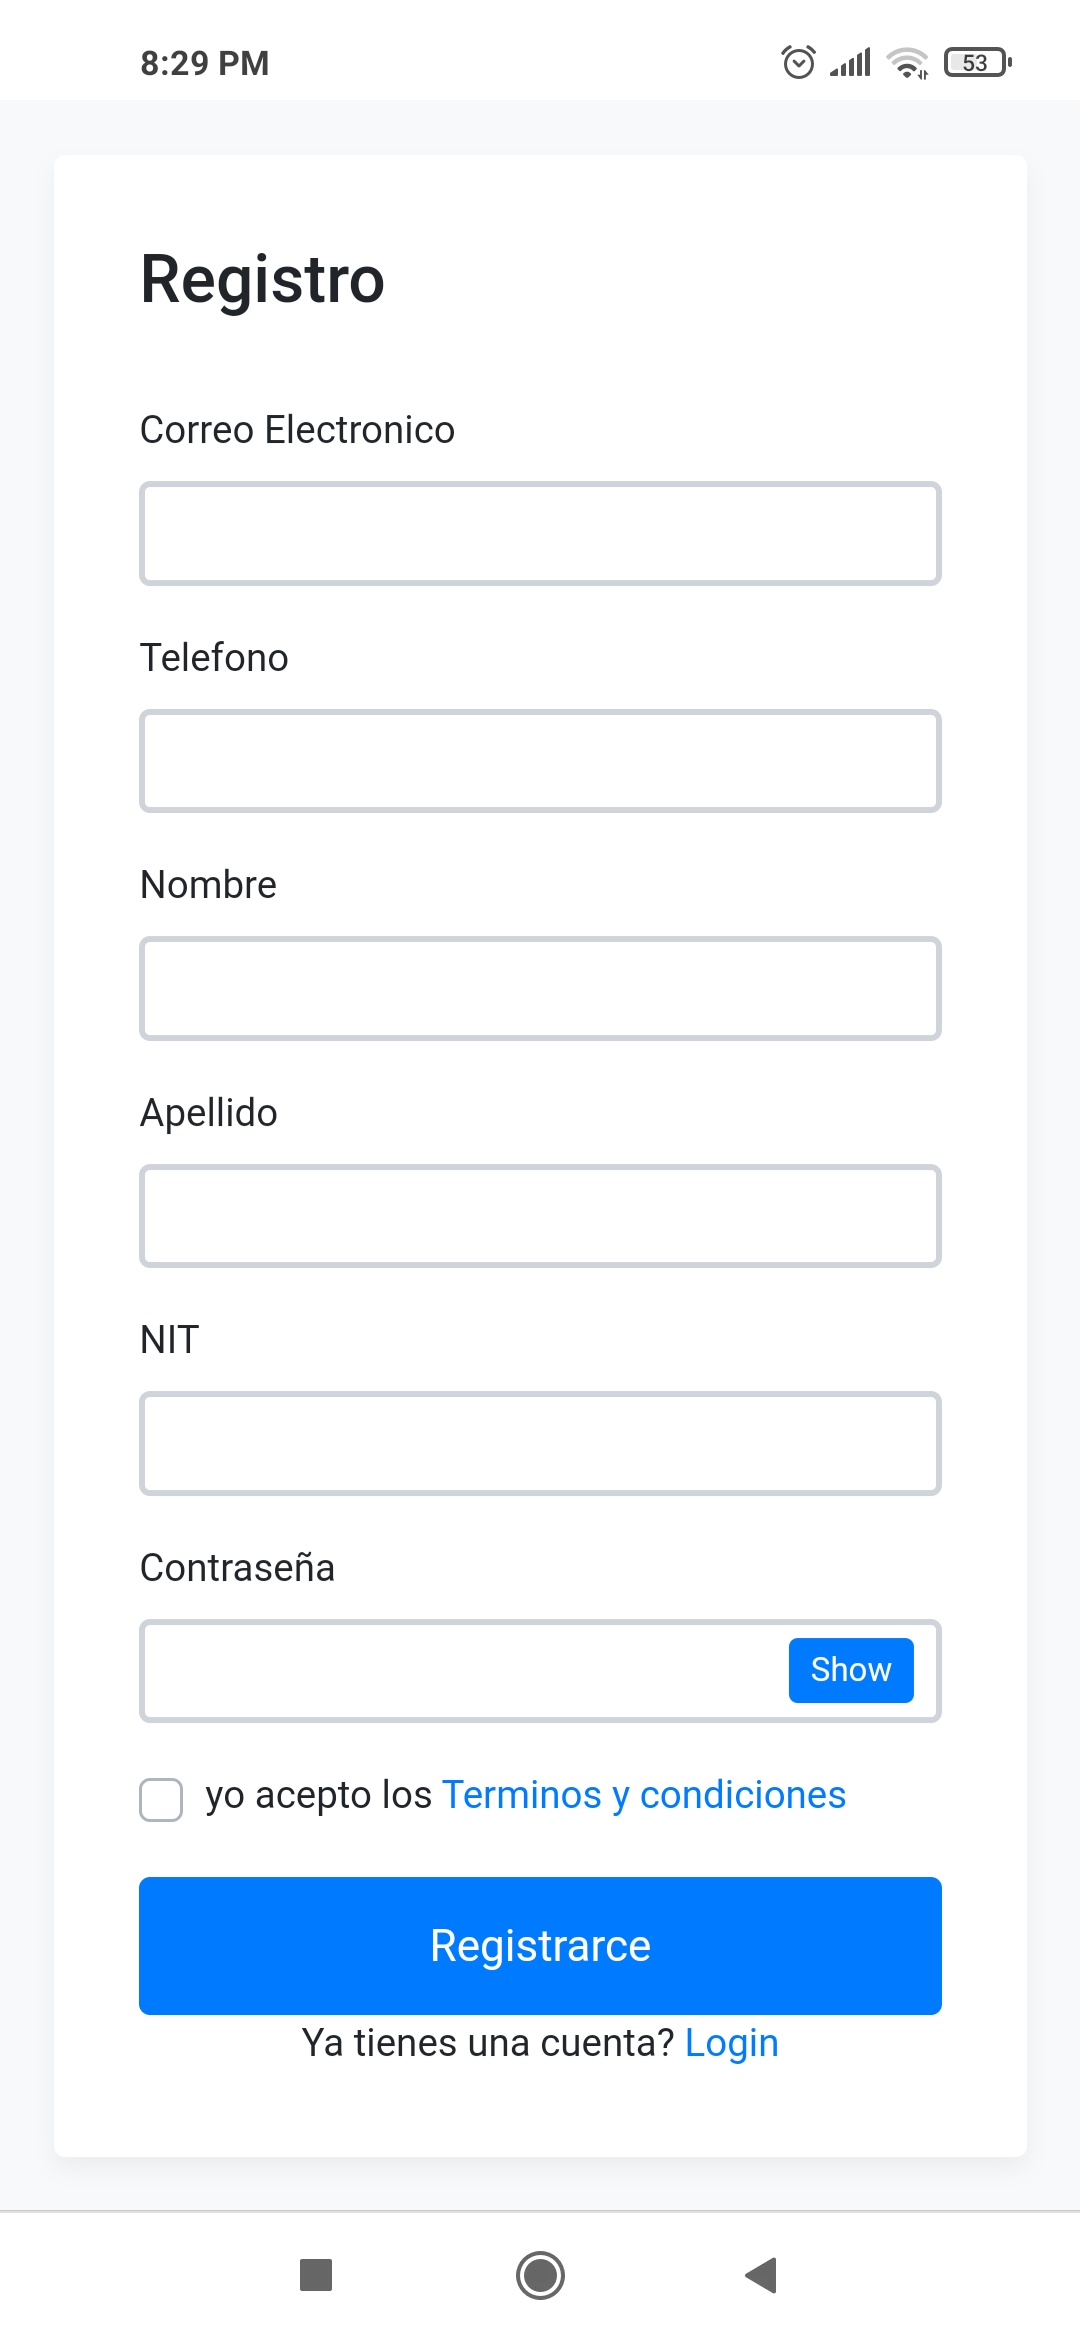 8:29 PM
53
Registro
Correo Electronico
Telefono
Nombre
Apellido
NIT
Contraseña
Show
yo acepto los Terminos y condiciones
Registrarce
Ya tienes una cuenta? Login